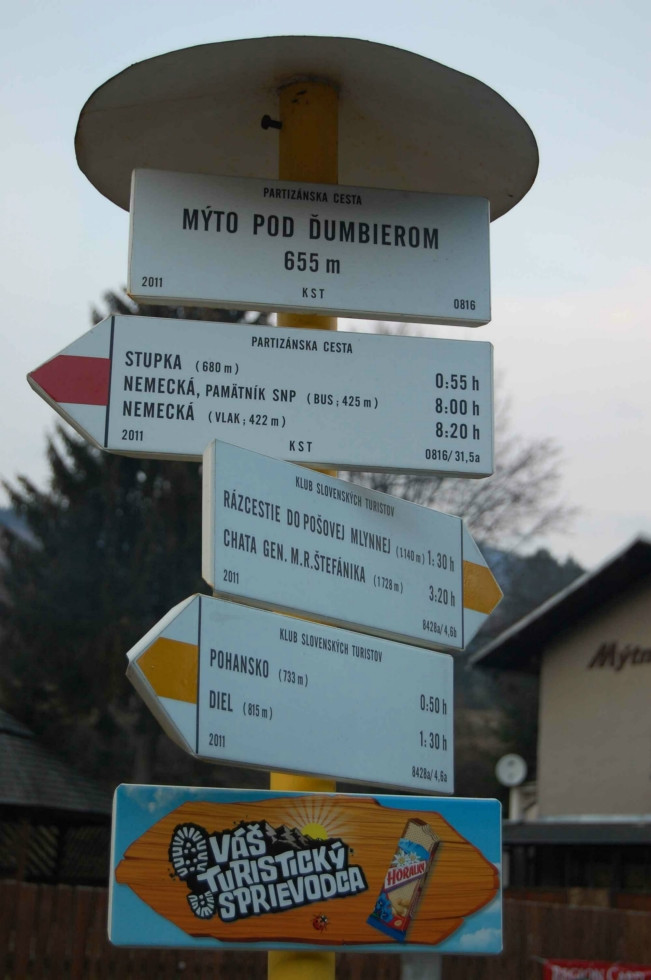 PARTIZÁNSKA CESTA
MÝTO POD ĎUMBIEROM
655 m
2011 KST 0816
PARTIZÁNSKA CESTA
STUPKA (680 m) 0:55 h
NEMECKÁ, PAMÄTNÍK SNP (BUS; 425 m) 8:00 h
NEMECKÁ (VLAK; 422 m) 8:20 h
2011 KST 0816/31,5a
KLUB SLOVENSKÝCH TURISTOV
RÁZCESTIE DO POŠOVEJ MLYNNEJ (1140 m) 1:30 h
CHATA GEN. M.R.ŠTEFÁNIKA (1728 m) 3:20 h
2011 8428a/4,6b
KLUB SLOVENSKÝCH TURISTOV
POHANSKO (733 m) 0:50 h
DIEL (815 m) 1:30 h
2011 8428a/4,6a
VÁŠ
TURISTICKÝ
SPRIEVODCA
HORALKY